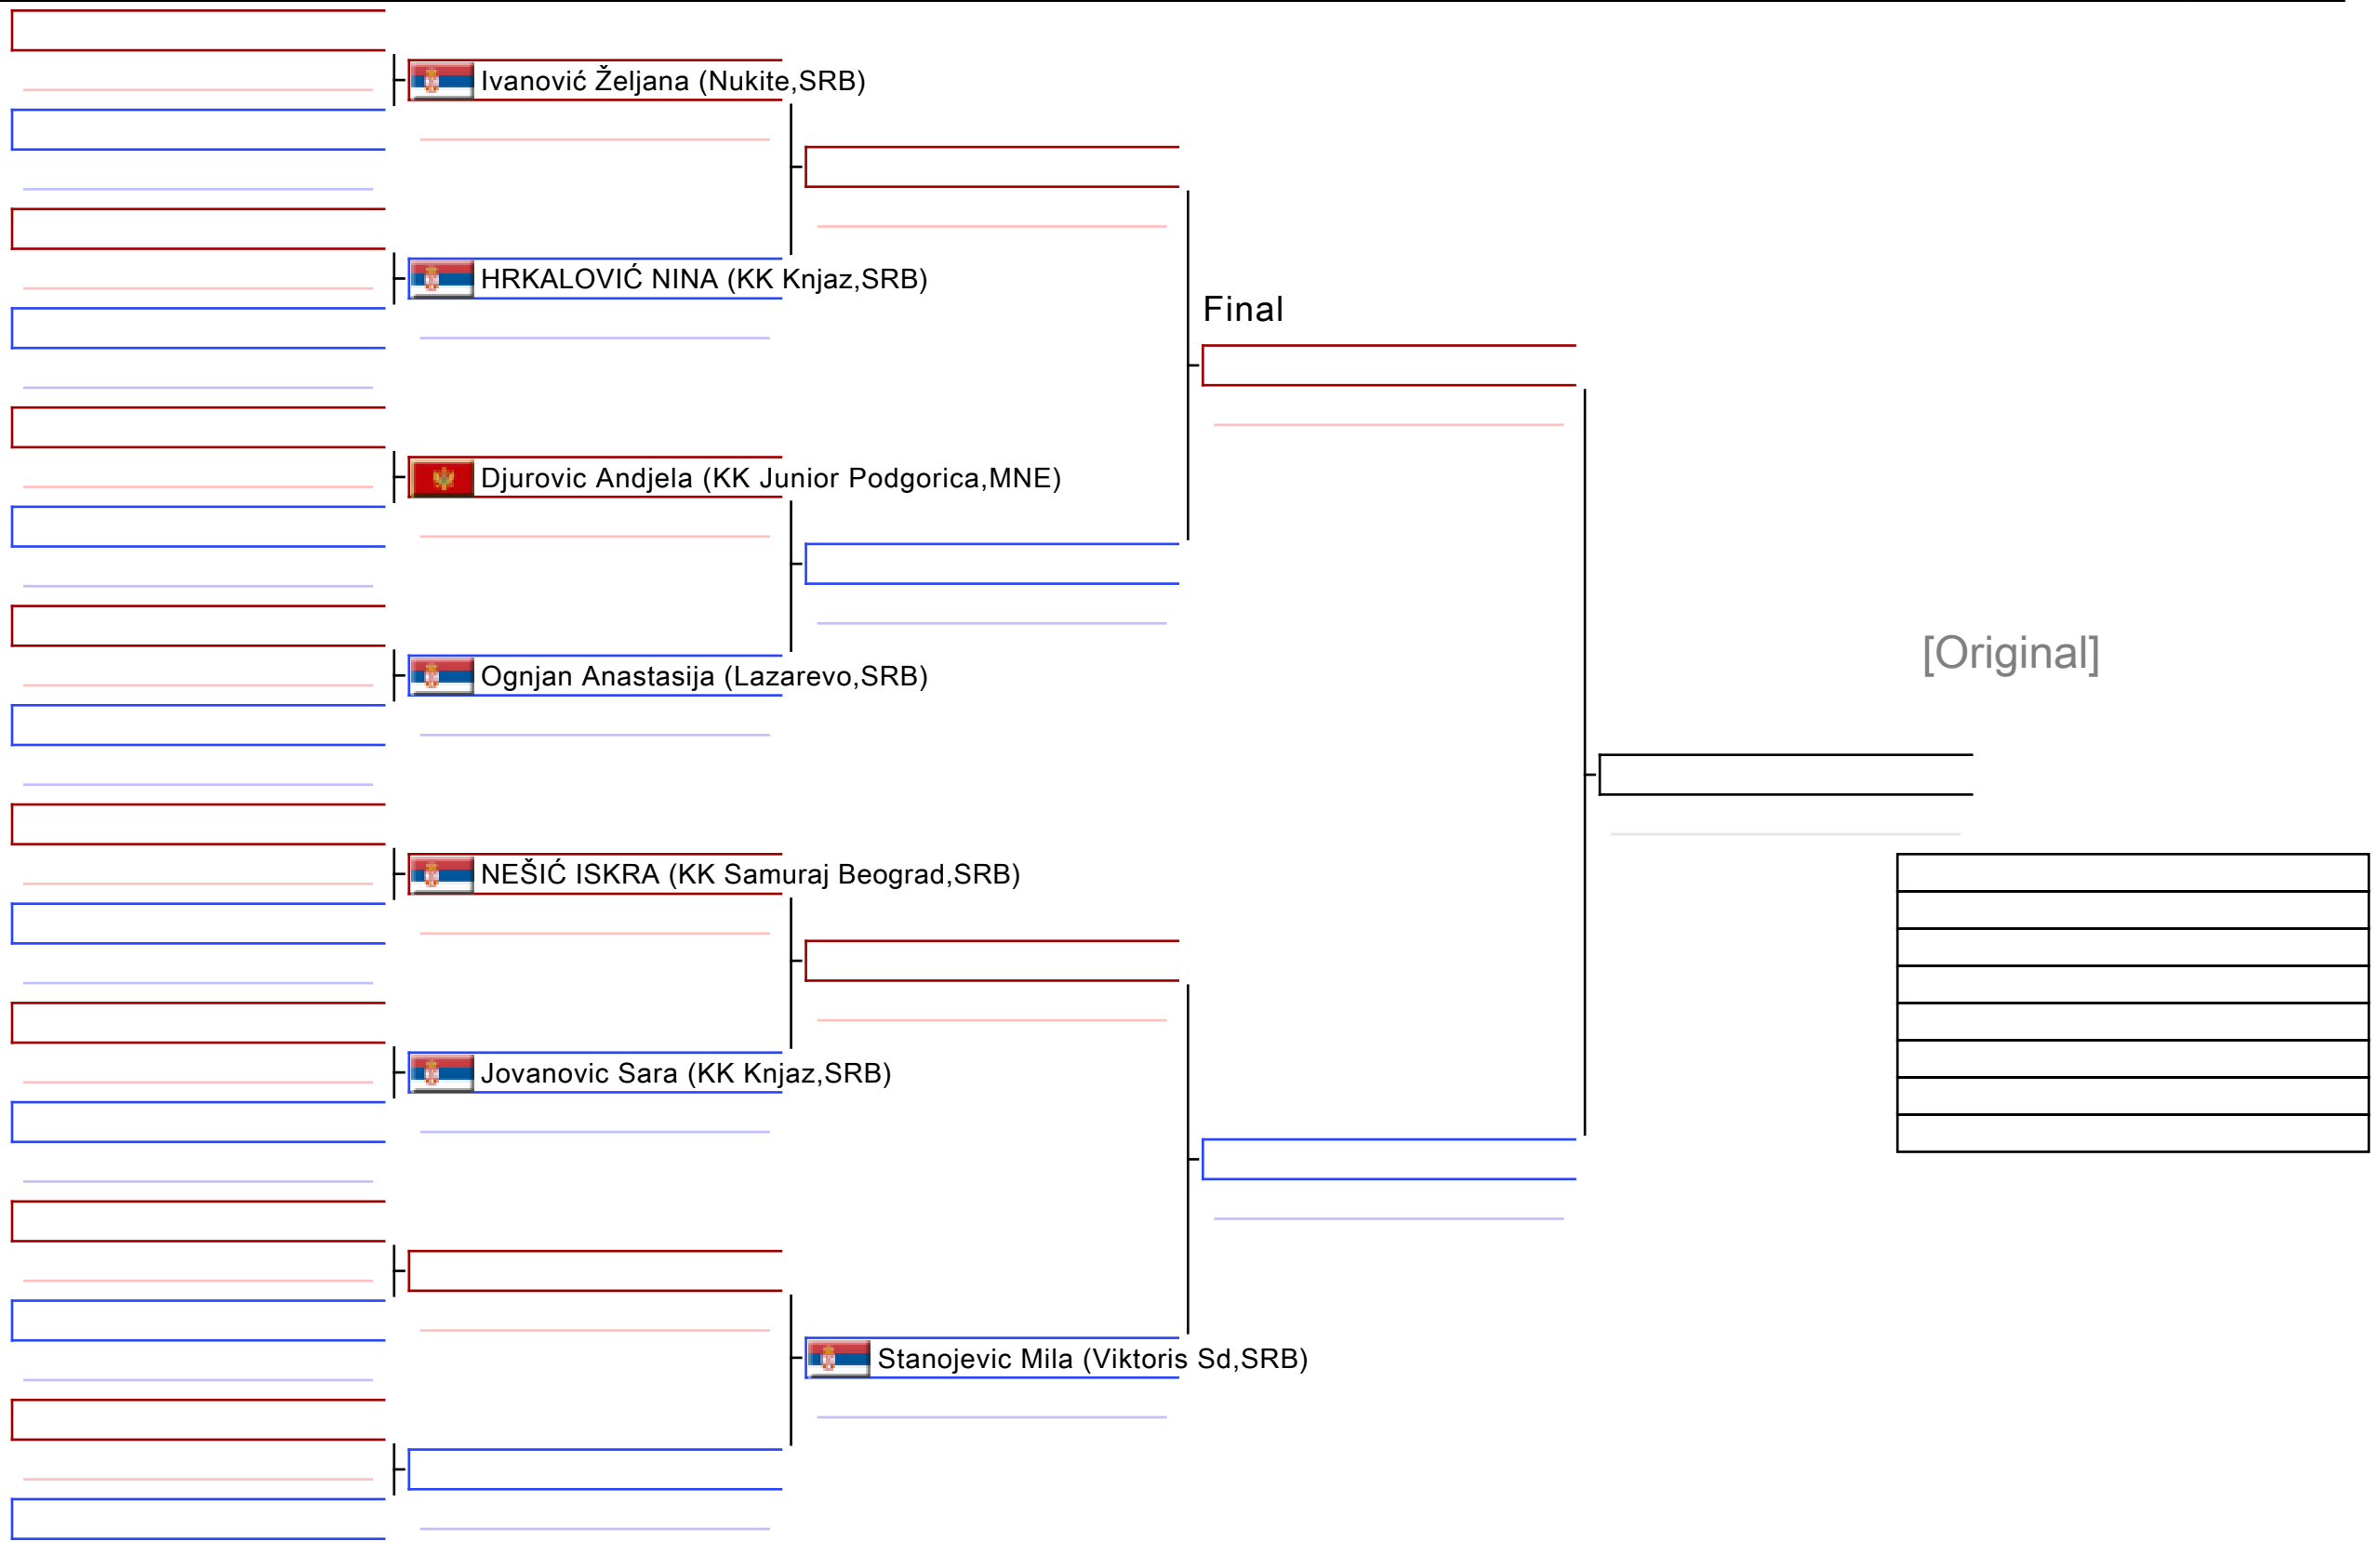 Ivanović Željana (Nukite,SRB)
HRKALOVIĆ NINA (KK Knjaz,SRB)
Final
Djurovic Andjela (KK Junior Podgorica,MNE)
[Original]
Ognjan Anastasija (Lazarevo,SRB)
NEŠIĆ ISKRA (KK Samuraj Beograd,SRB)
Jovanovic Sara (KK Knjaz,SRB)
Stanojevic Mila (Viktoris Sd,SRB)